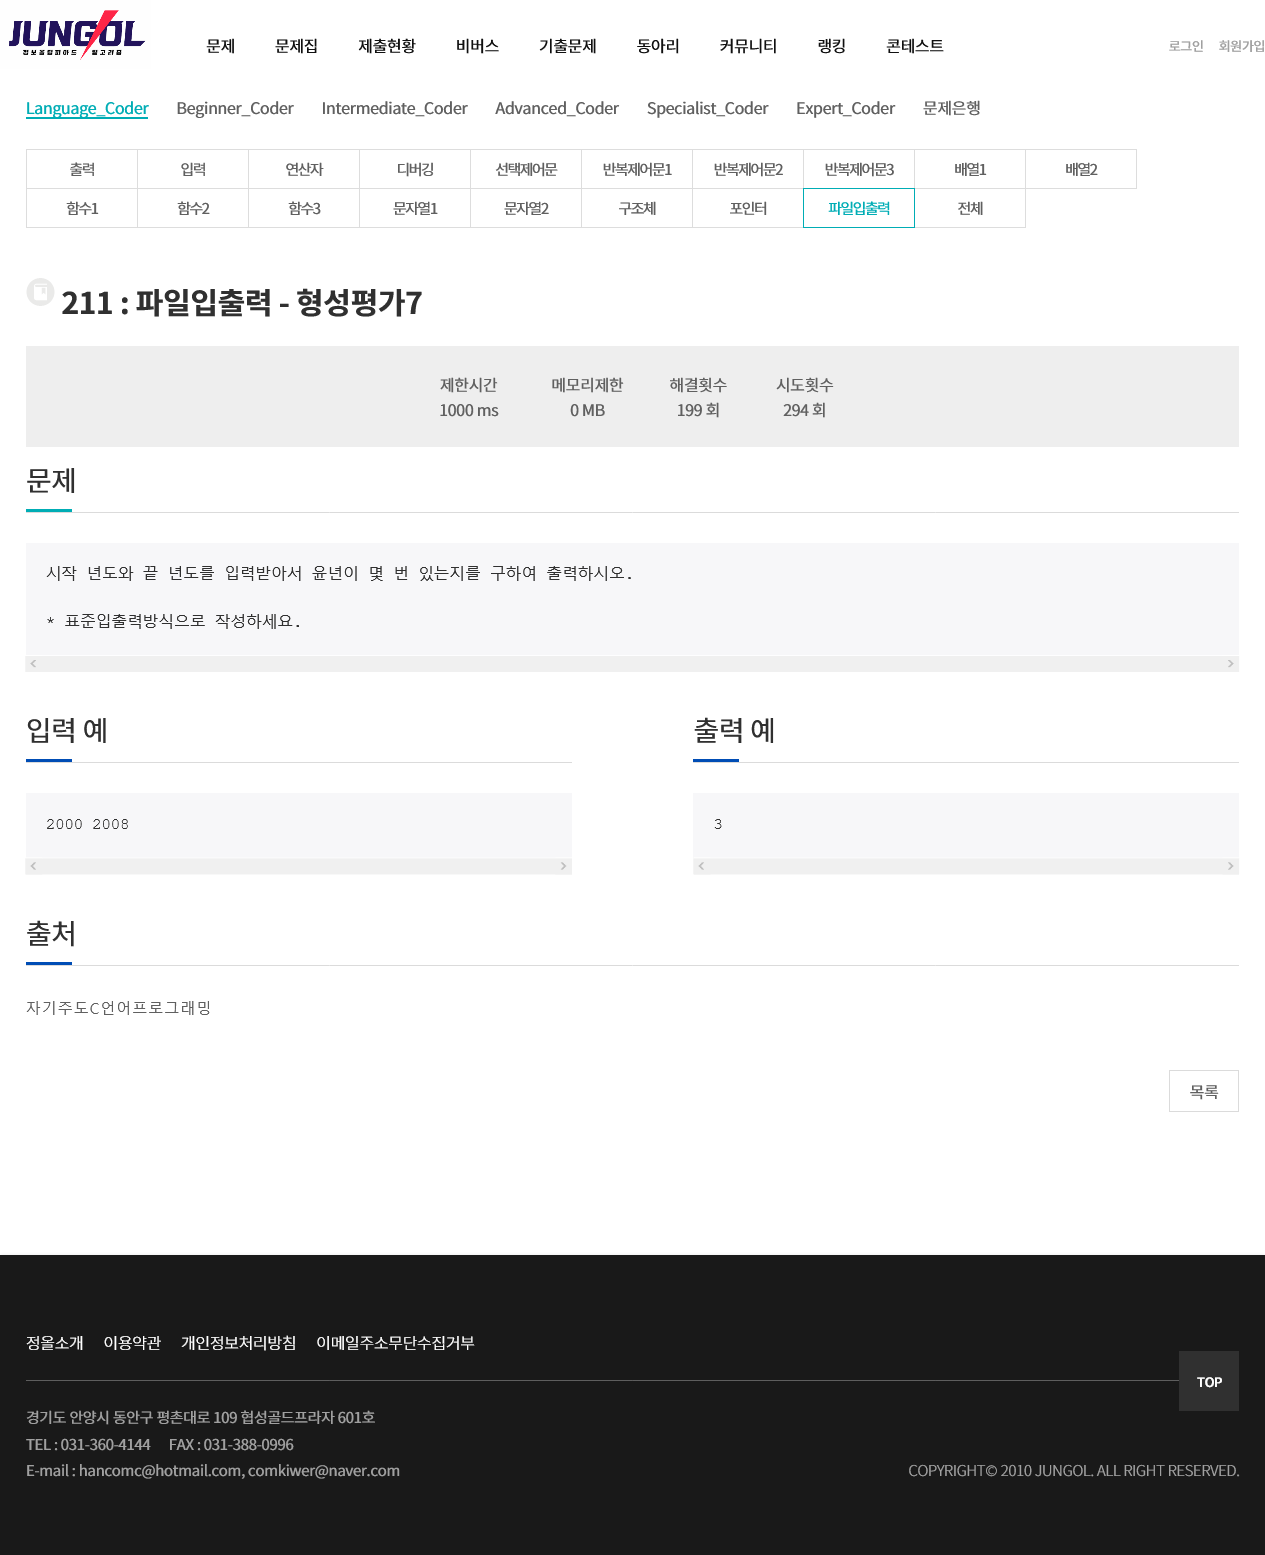 JUNGOL
정보올림피아드 알고리즘
문제 문제집 제출현황 비버스 기출문제 동아리 커뮤니티 랭킹 콘테스트
로그인 회원가입
Language_Coder Beginner_Coder Intermediate_Coder Advanced_Coder Specialist_Coder Expert_Coder 문제은행
출력 입력 연산자 디버깅 선택제어문 반복제어문1 반복제어문2 반복제어문3 배열1 배열2
함수1 함수2 함수3 문자열1 문자열2 구조체 포인터 파일입출력 전체
211 : 파일입출력 - 형성평가7
제한시간 메모리제한 해결횟수 시도횟수
1000 ms 0 MB 199 회 294 회
문제
시작 년도와 끝 년도를 입력받아서 윤년이 몇 번 있는지를 구하여 출력하시오.
* 표준입출력방식으로 작성하세요.
입력 예
2000 2008
출력 예
3
출처
자기주도C언어프로그래밍
목록
정올소개 이용약관 개인정보처리방침 이메일주소무단수집거부
TOP
경기도 안양시 동안구 평촌대로 109 협성골드프라자 601호
TEL : 031-360-4144 FAX : 031-388-0996
E-mail : hancomc@hotmail.com, comkiwer@naver.com
COPYRIGHT© 2010 JUNGOL. ALL RIGHT RESERVED.